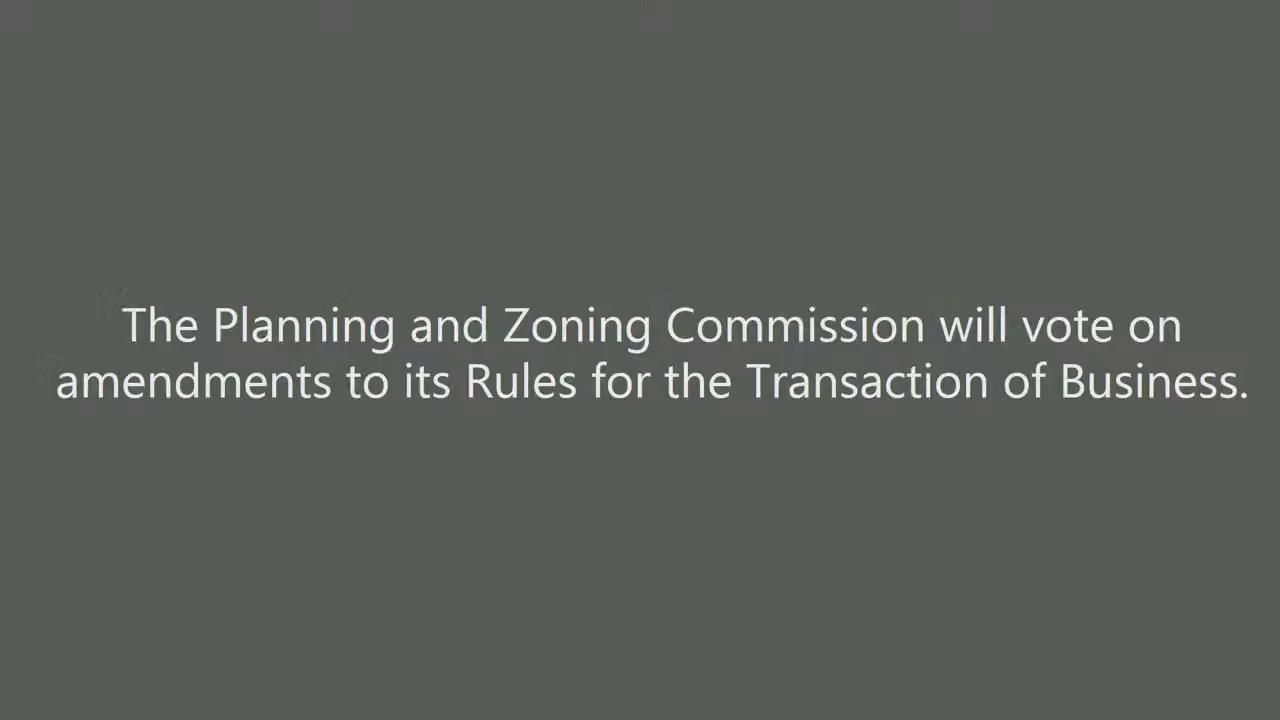 The Planning and Zoning Commission will vote on
amendments to its Rules for the Transaction of Business.